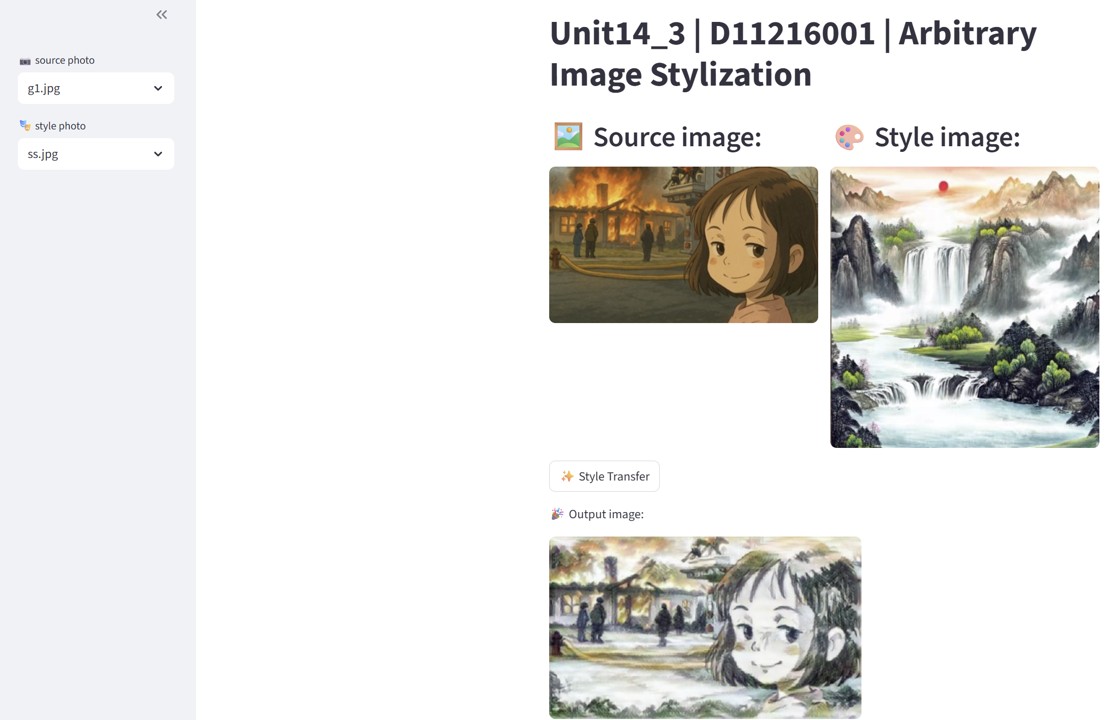 source photo
g1.jpg
style photo
ss.jpg
Unit14_3 | D11216001 | Arbitrary
Image Stylization
Source image:
Style image:
Style Transfer
Output image: